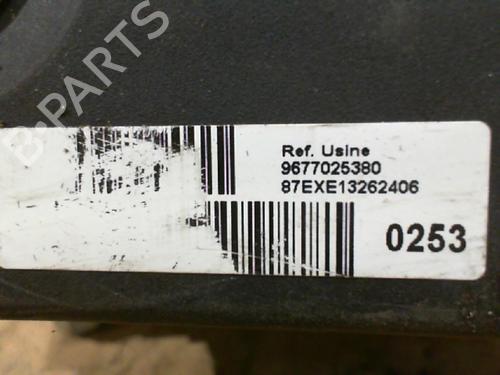 B-PARTS
Ref. Usine
9677025380
87EXE13262406
0253